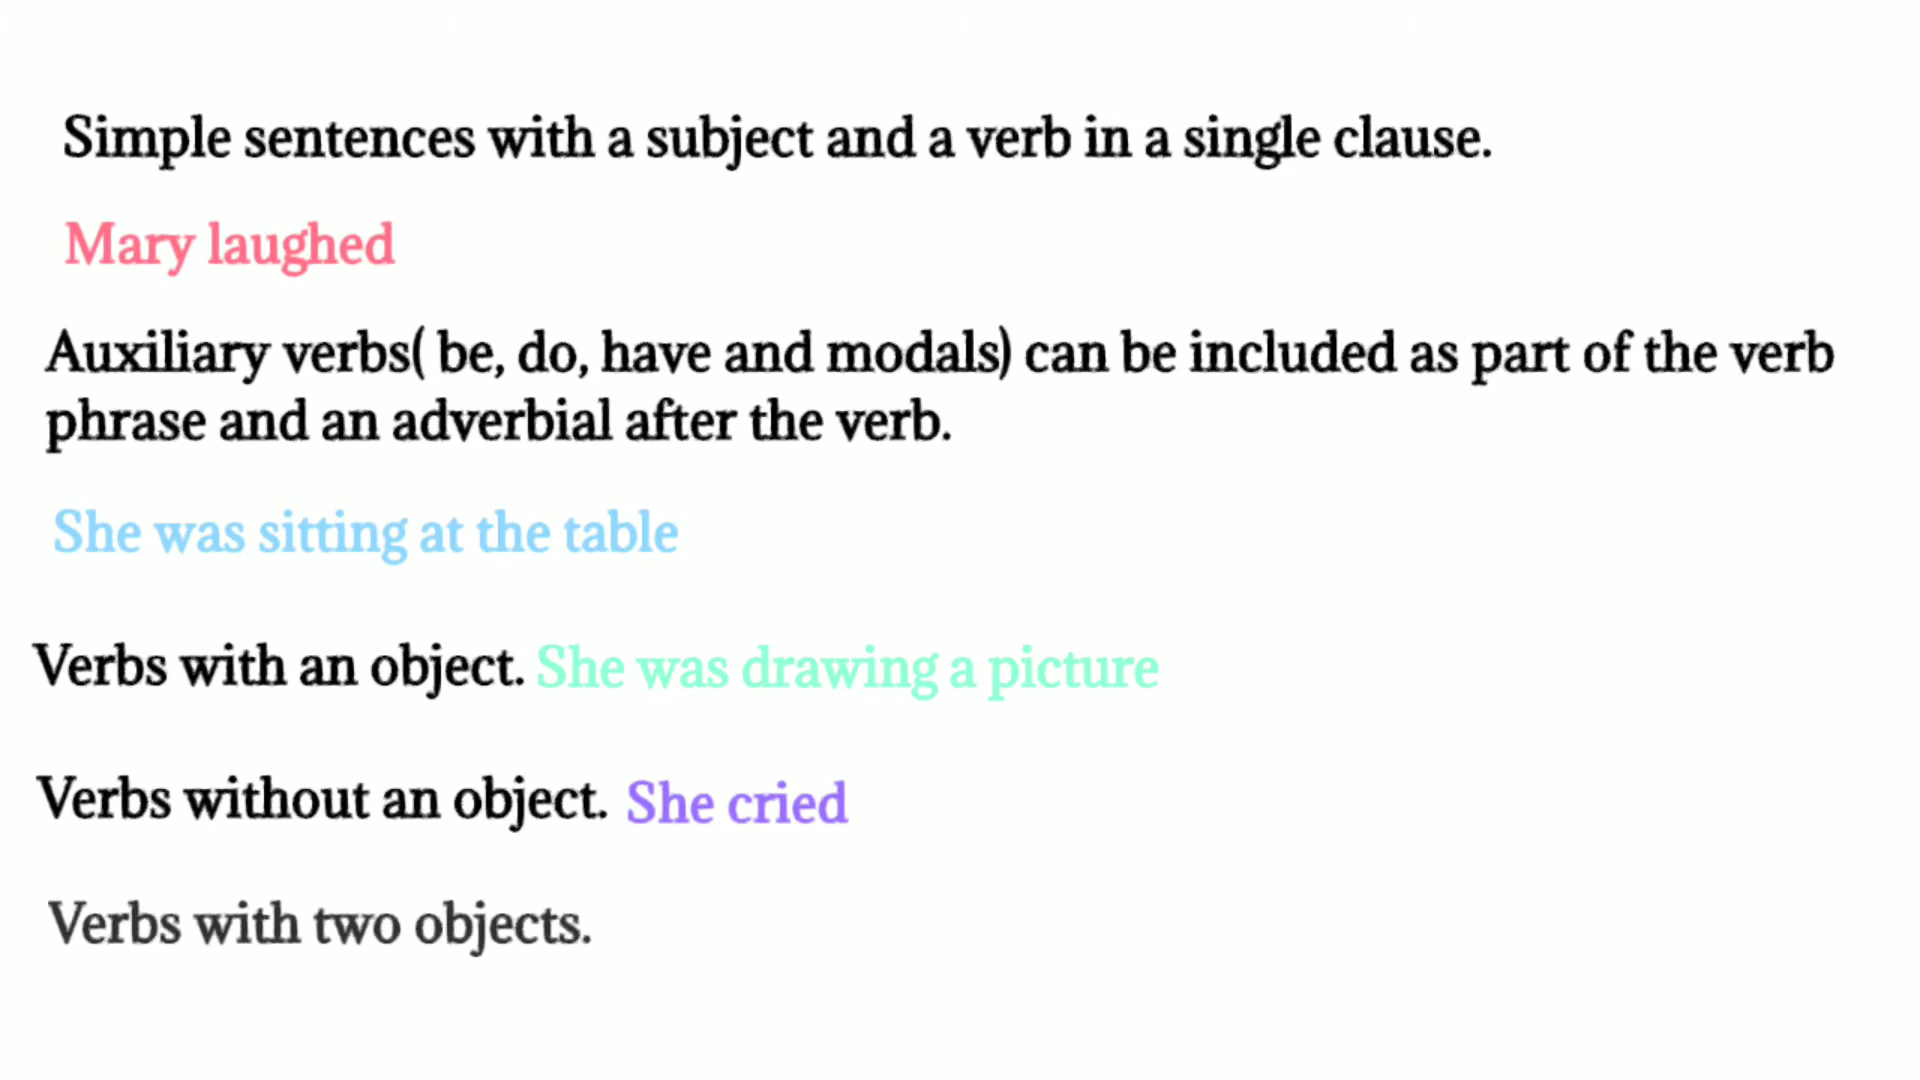 Simple sentences with a subject and a verb in a single clause.
Mary laughed
Auxiliary verbs( be, do, have and modals) can be included as part of the verb
phrase and an adverbial after the verb.
She was sitting at the table
Verbs with an object. She was drawing a picture
Verbs without an object. She cried
Verbs with two objects.